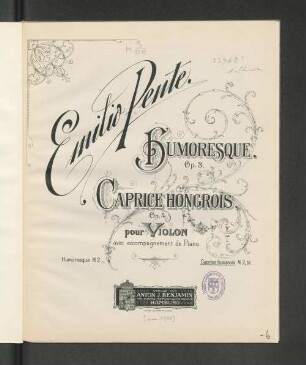 Emilio Pente.
Humoresque.
Op. 3.
Caprice Hongrois
Op. 4
pour Violon
avec accompagnement de Piano.
Humoresque M 2.
Caprice Hongrois M 2,50
ANTON J. BENJAMIN
HAMBURG
-6